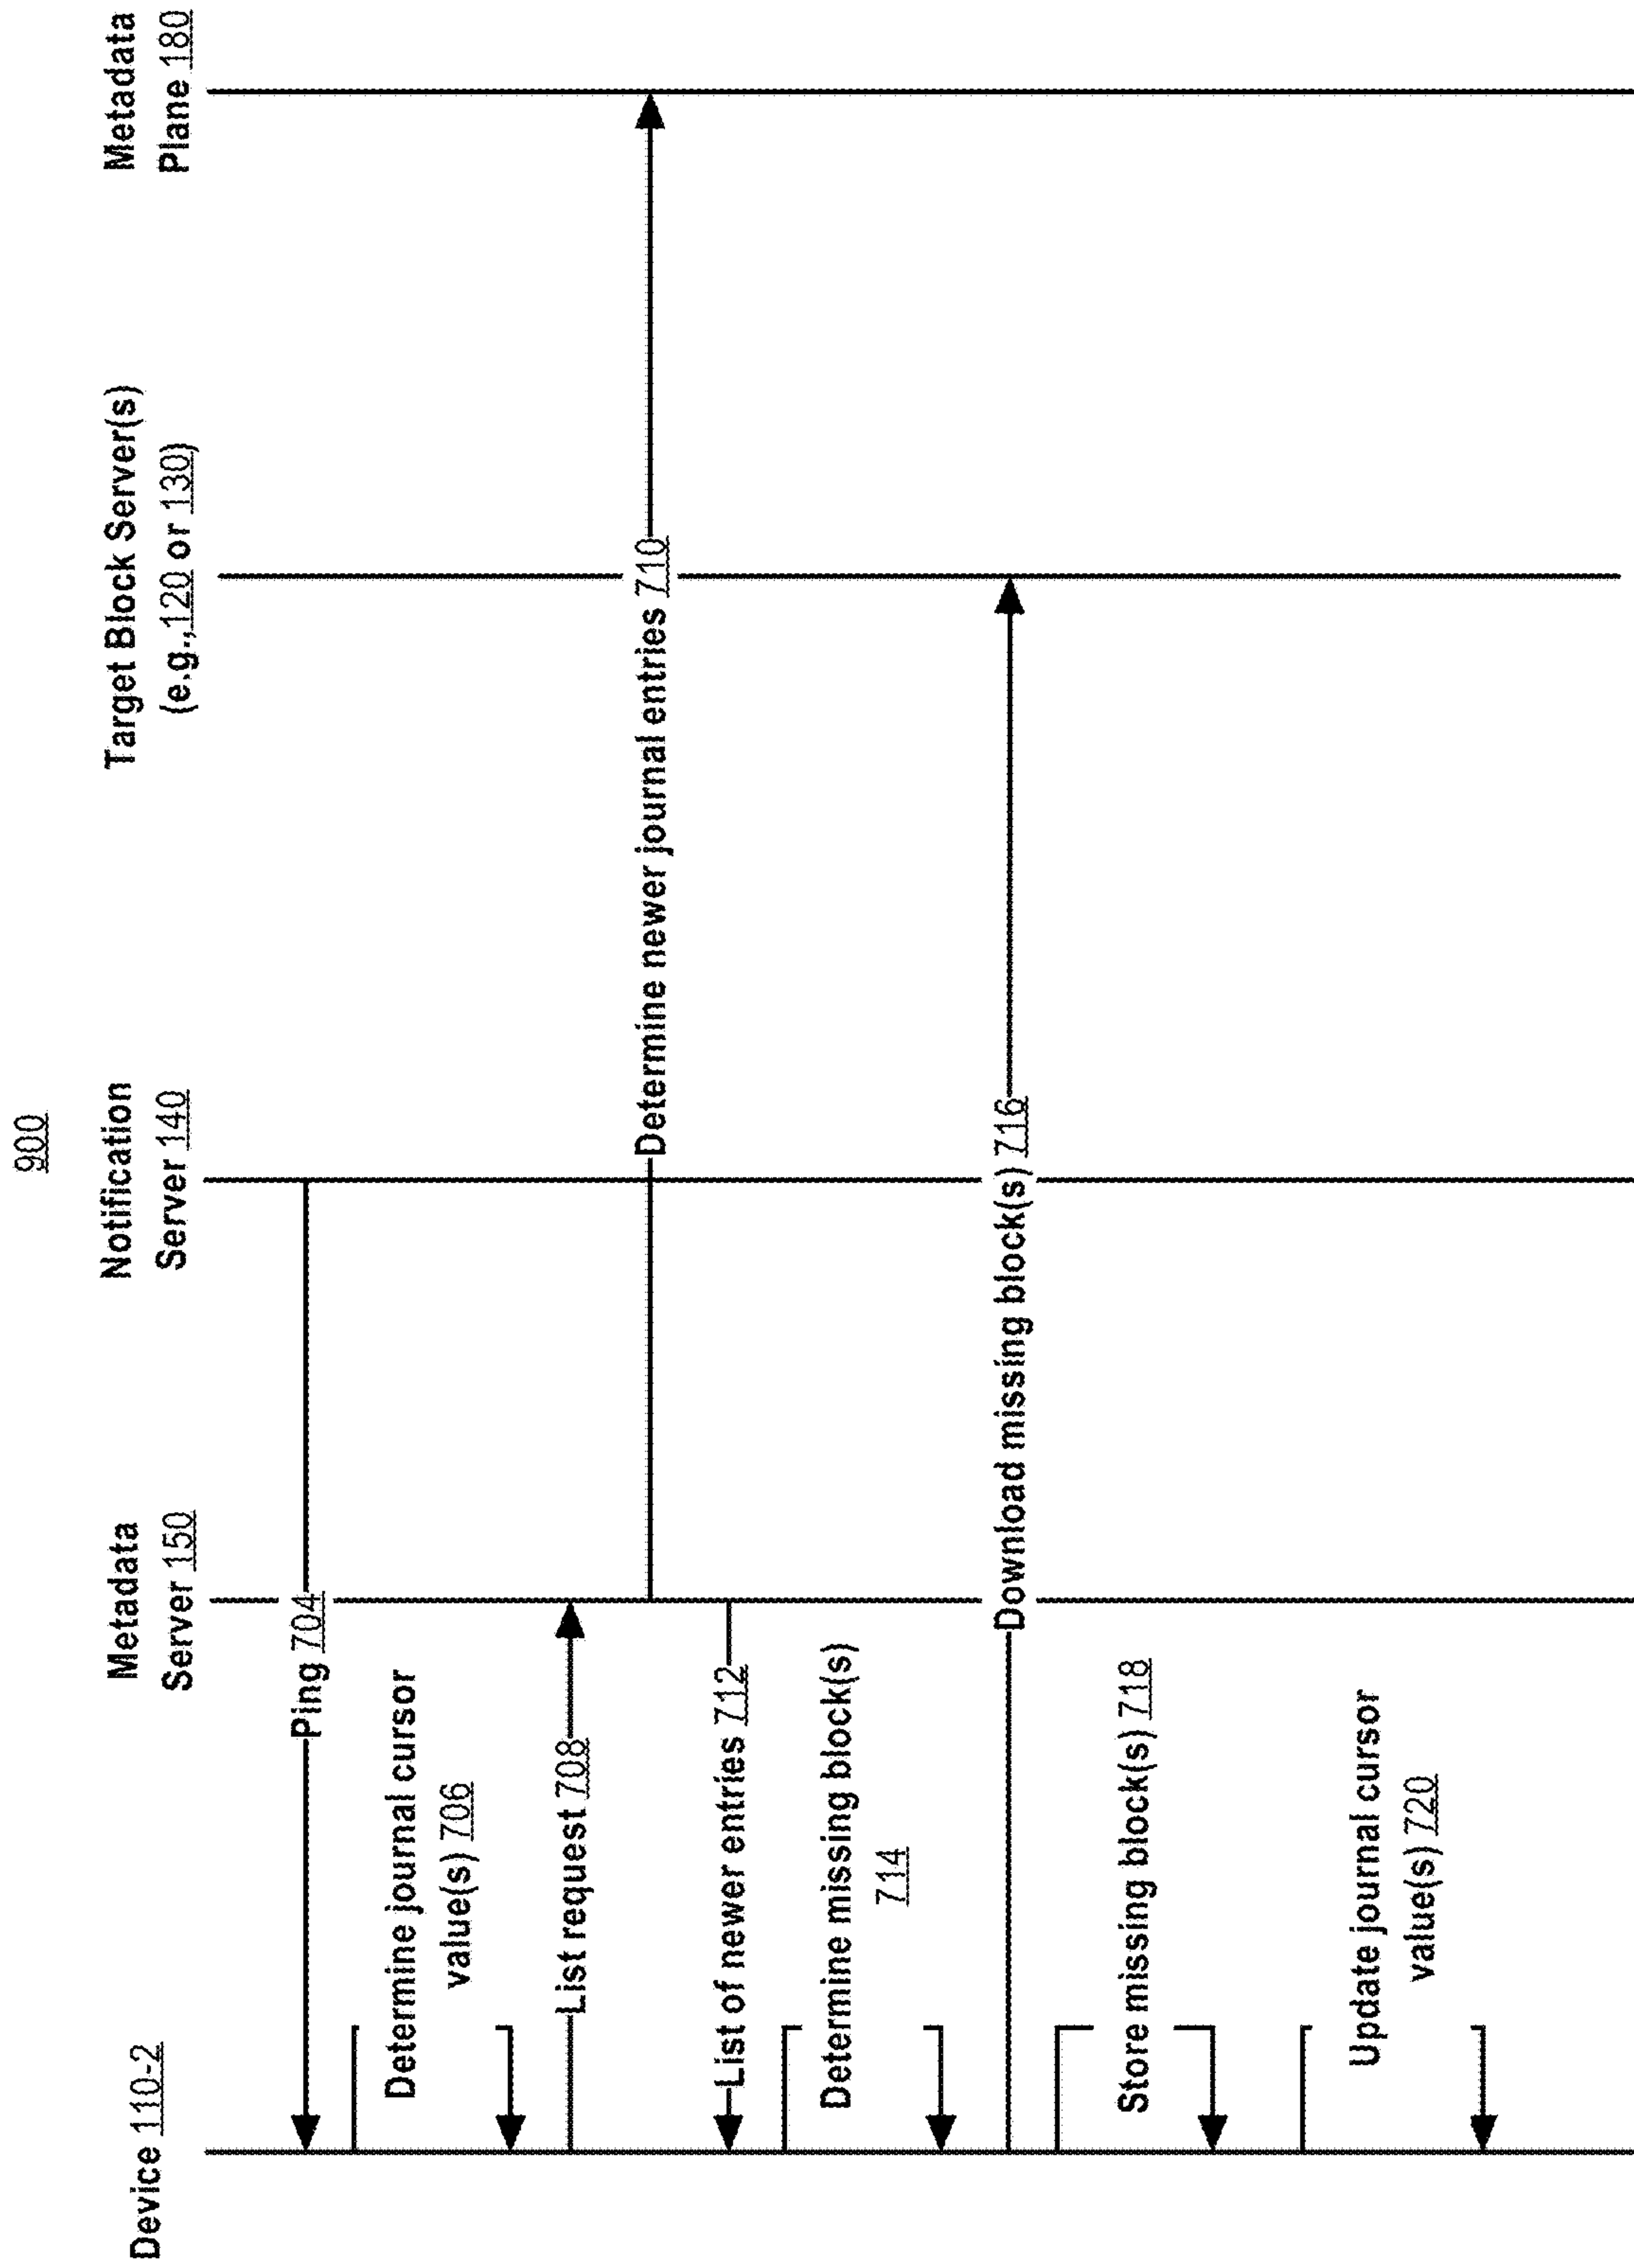 900
Device 110-2
Metadata
Server 150
Notification
Server 140
Target Block Server(s)
(e.g., 120 or 130)
Metadata
Plane 180
Ping 704
Determine journal cursor
value(s) 706
List request 708
Determine newer journal entries 710
List of newer entries 712
Determine missing block(s)
714
Download missing block(s) 716
Store missing block(s) 718
Update journal cursor
value(s) 720